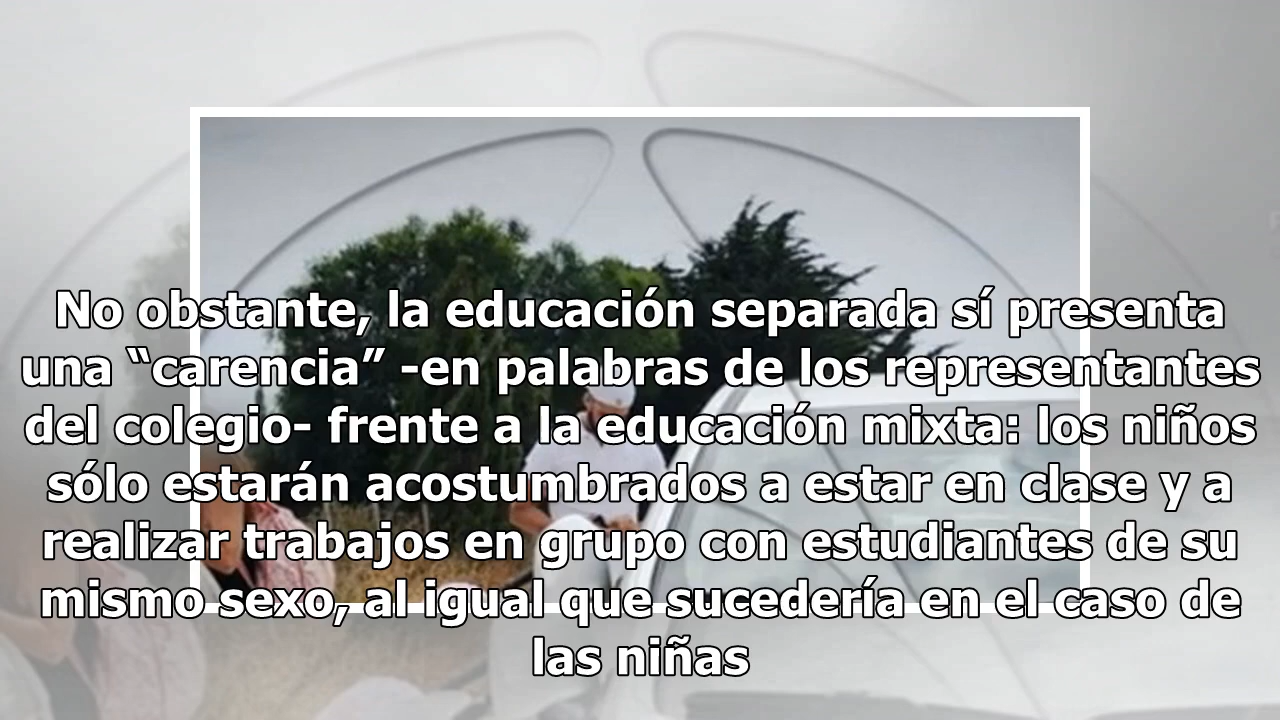 No obstante, la educación separada sí presenta
una “carencia” -en palabras de los representantes
del colegio- frente a la educación mixta: los niños
sólo estarán acostumbrados a estar en clase y a
realizar trabajos en grupo con estudiantes de su
mismo sexo, al igual que sucedería en el caso de
las niñas